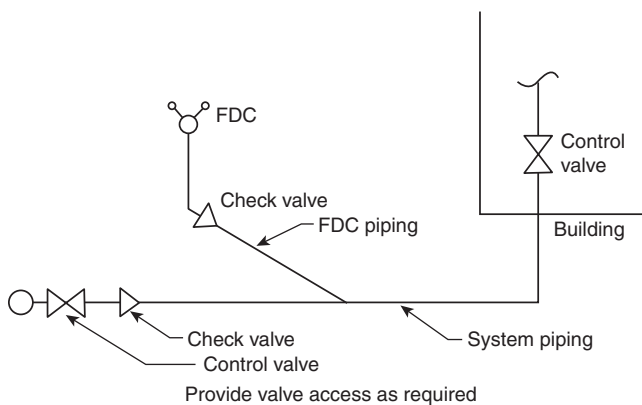 FDC
Control
valve
Check valve
FDC piping
Building
Check valve
System piping
Control valve
Provide valve access as required